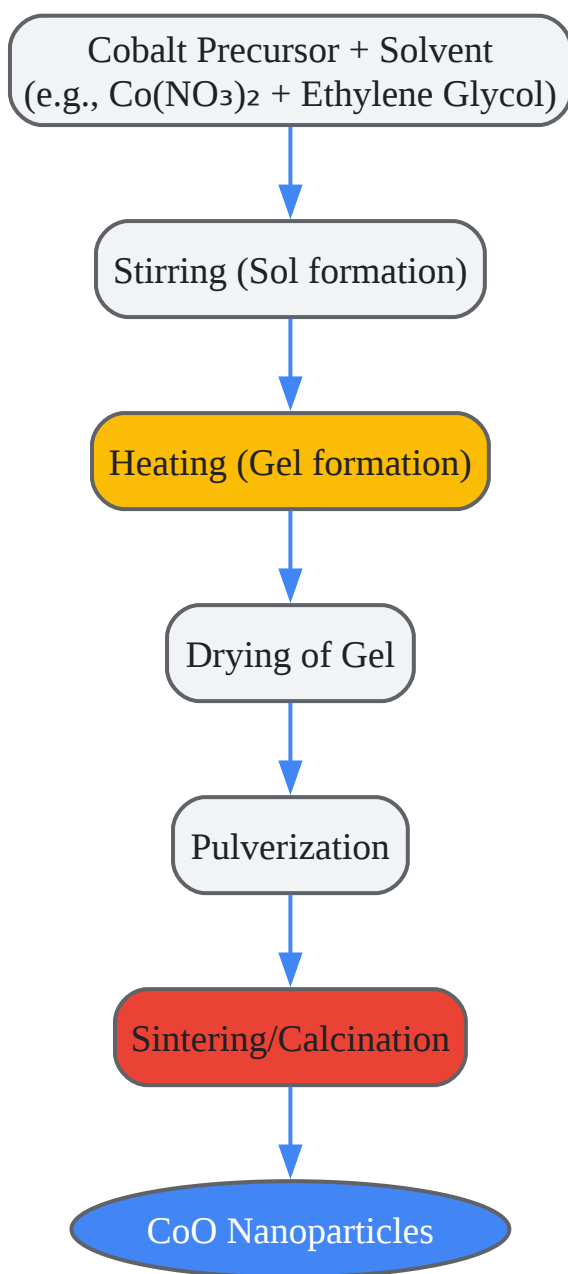 Cobalt Precursor + Solvent
(e.g., Co(NO₃)₂ + Ethylene Glycol)
Stirring (Sol formation)
Heating (Gel formation)
Drying of Gel
Pulverization
Sintering/Calcination
CoO Nanoparticles